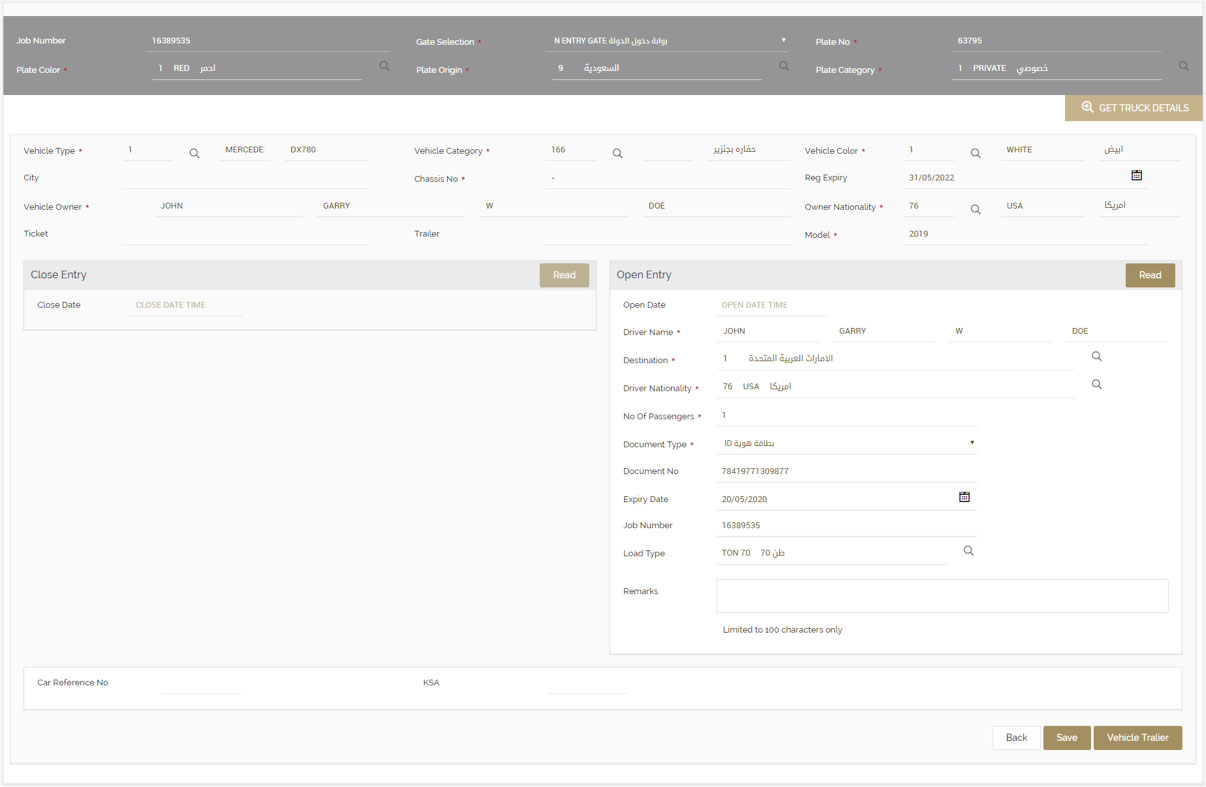 Job Number 16389535 Gate Selection * N ENTRY GATE بوابة دخول الدولة Plate No * 63795
Plate Color * 1 RED احمر Plate Origin * 9 السعودية Plate Category * 1 PRIVATE خصوصي
GET TRUCK DETAILS
Vehicle Type * 1 MERCEDE DX780 Vehicle Category * 166 حفاره بجنزير Vehicle Color * 1 WHITE ابيض
City Chassis No * - Reg Expiry 31/05/2022
Vehicle Owner * JOHN GARRY W DOE Owner Nationality * 76 USA امريكا
Ticket Trailer Model * 2019
Close Entry Read
Close Date CLOSE DATE TIME
Open Entry Read
Open Date OPEN DATE TIME
Driver Name * JOHN GARRY W DOE
Destination * 1 الامارات العربية المتحدة
Driver Nationality * 76 USA امريكا
No Of Passengers * 1
Document Type * ID بطاقة هوية
Document No 78419771309877
Expiry Date 20/05/2020
Job Number 16389535
Load Type TON 70 طن 70
Remarks
Limited to 100 characters only
Car Reference No KSA
Back Save Vehicle Tralier